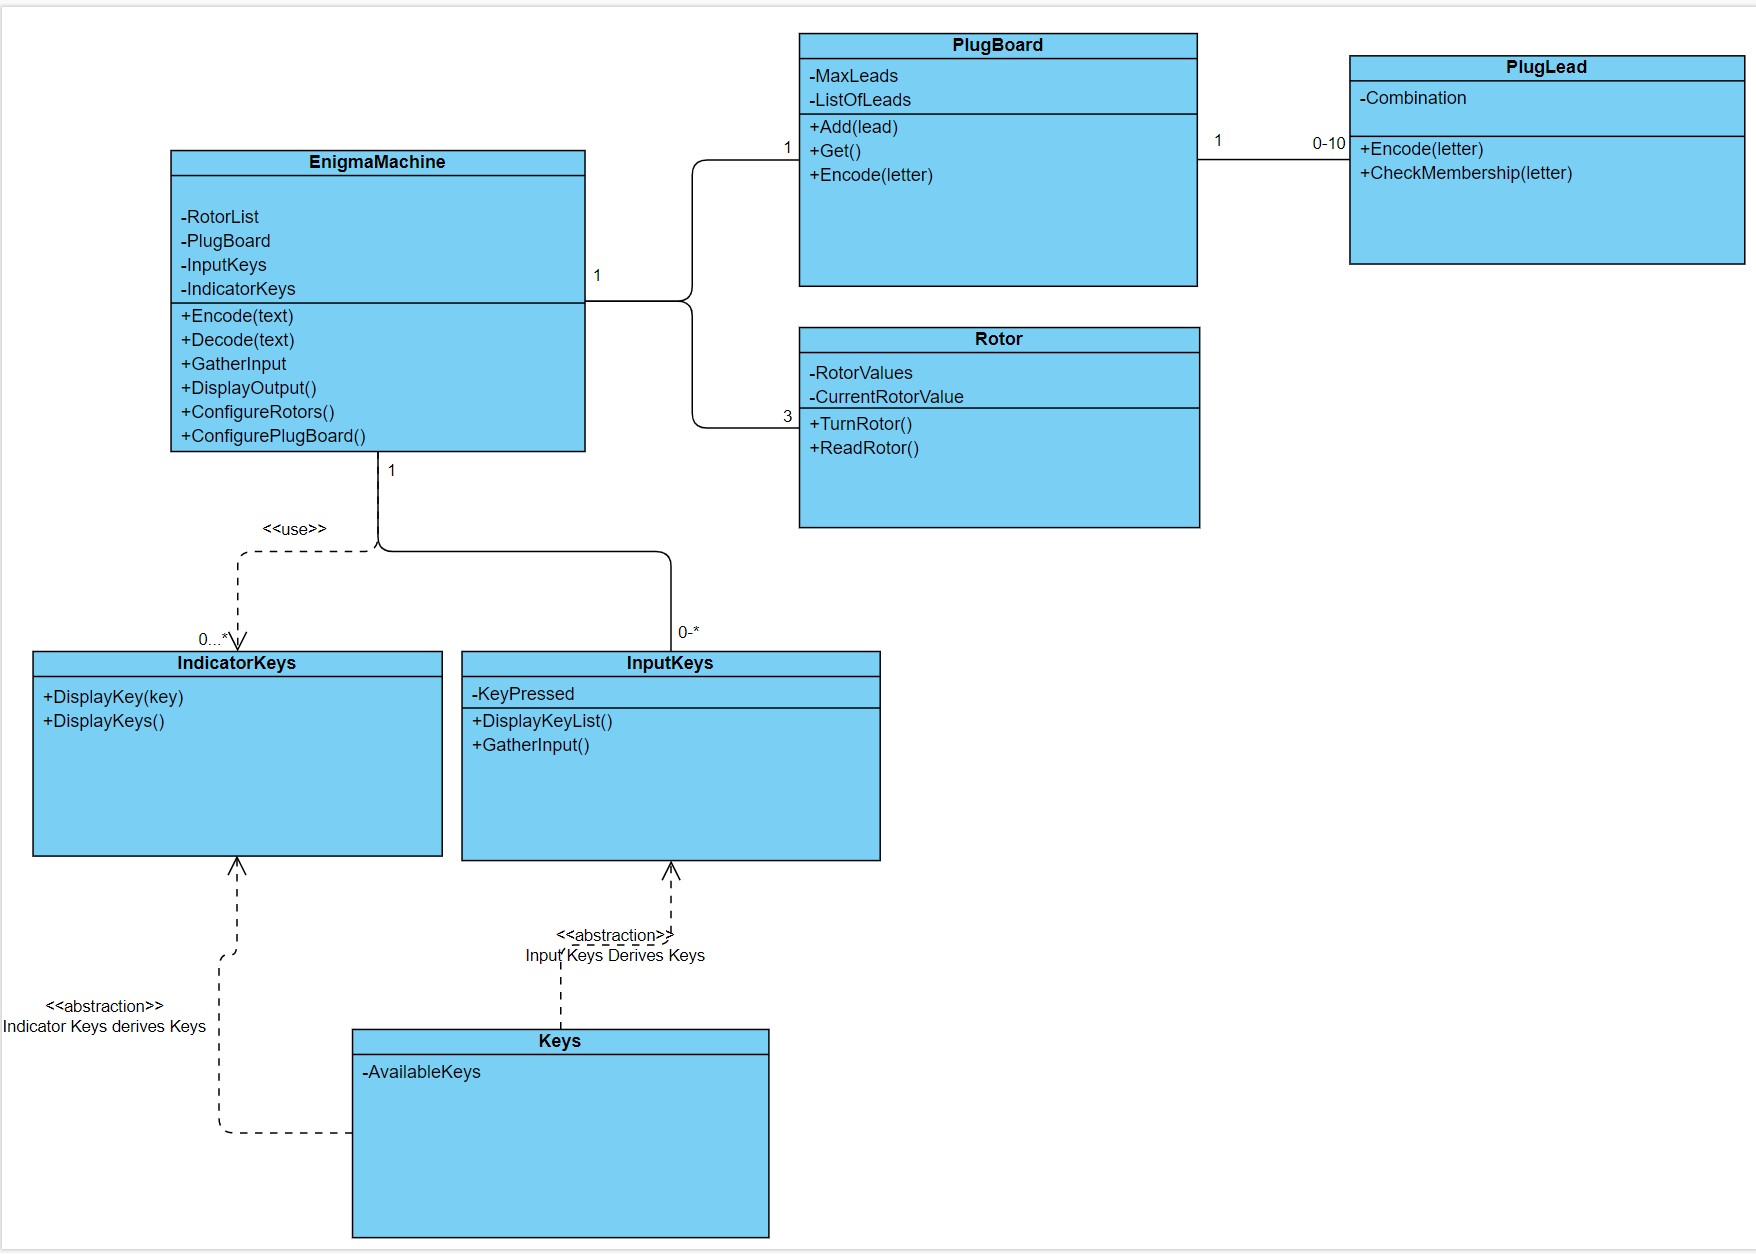 PlugBoard
-MaxLeads
-ListOfLeads
+Add(lead)
+Get()
+Encode(letter)
PlugLead
-Combination
+Encode(letter)
+CheckMembership(letter)
1
0-10
1
EnigmaMachine
-RotorList
-PlugBoard
-InputKeys
-IndicatorKeys
+Encode(text)
+Decode(text)
+GatherInput
+DisplayOutput()
+ConfigureRotors()
+ConfigurePlugBoard()
1
Rotor
-RotorValues
-CurrentRotorValue
+TurnRotor()
+ReadRotor()
3
1
<<use>>
0...*
0-*
IndicatorKeys
+DisplayKey(key)
+DisplayKeys()
InputKeys
-KeyPressed
+DisplayKeyList()
+GatherInput()
<<abstraction>>
Input Keys Derives Keys
<<abstraction>>
Indicator Keys derives Keys
Keys
-AvailableKeys